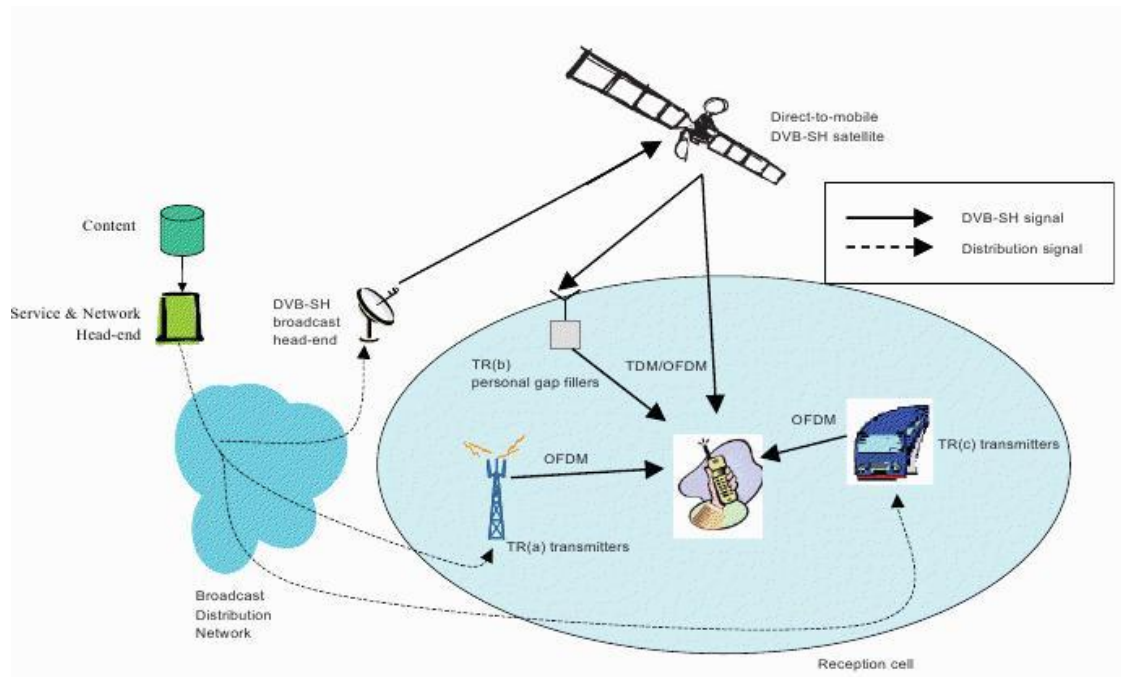 Direct-to-mobile
DVB-SH satellite
DVB-SH signal
Distribution signal
Content
Service & Network
Head-end
DVB-SH
broadcast
head-end
TR(b)
personal gap fillers
TDM/OFDM
OFDM
TR(c) transmitters
OFDM
TR(a) transmitters
Broadcast
Distribution
Network
Reception cell